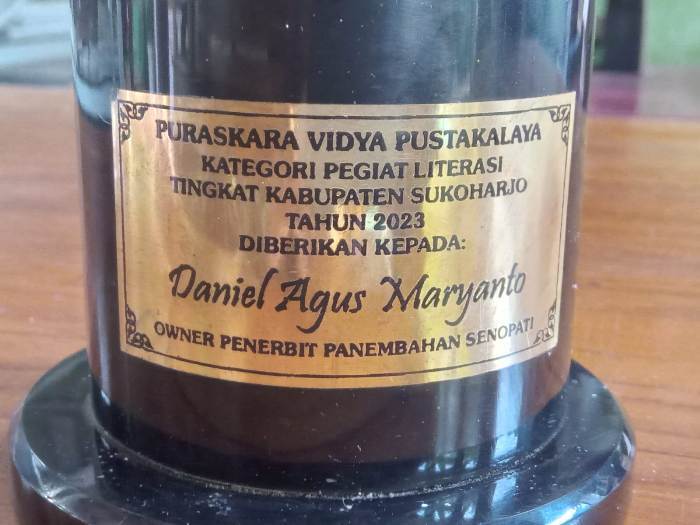 PURASKARA VIDYA PUSTAKALAYA
KATEGORI PEGIAT LITERASI
TINGKAT KABUPATEN SUKOHARJO
TAHUN 2023
DIBERIKAN KEPADA:
Daniel Agus Maryanto
OWNER PENERBIT PANEMBAHAN SENOPATI